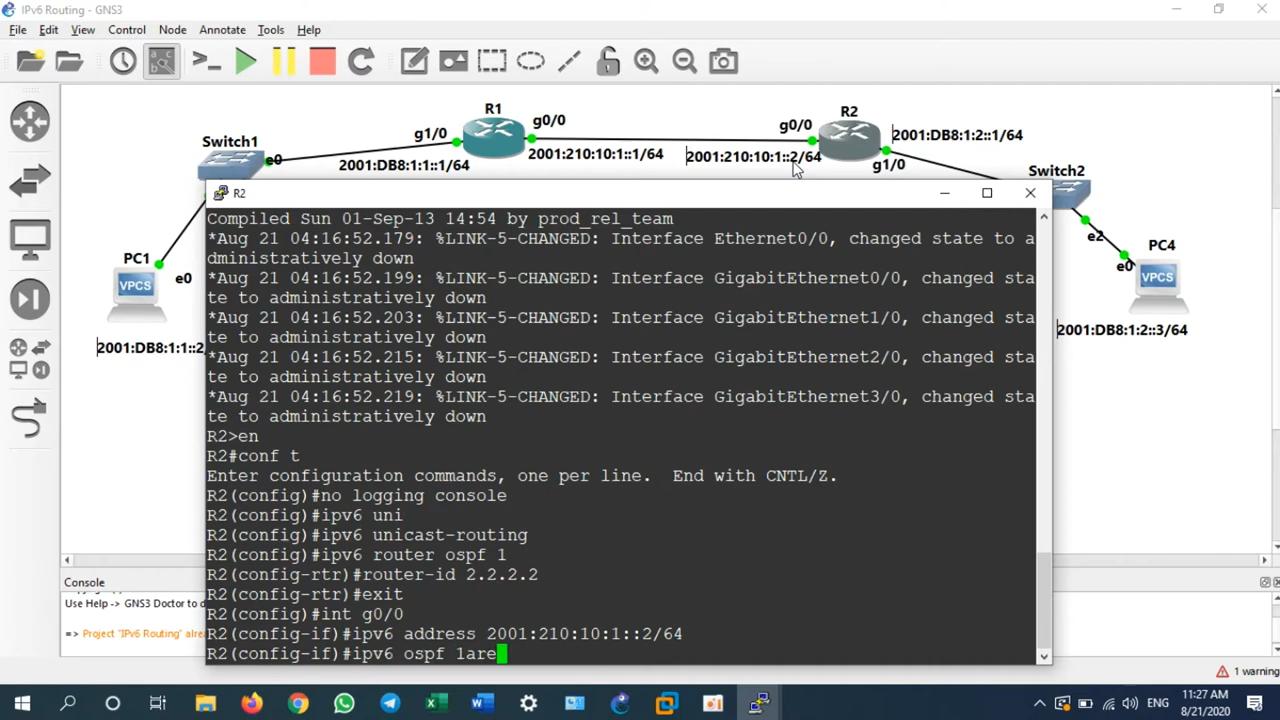 IPv6 Routing - GNS3
File Edit View Control Node Annotate Tools Help
R1
R2
g0/0
g0/0
g1/0
2001:DB8:1:2::1/64
Switch1
e0
2001:DB8:1:1::1/64
2001:210:10:1::1/64
2001:210:10:1::2/64
g1/0
Switch2
R2
PC1
e0
VPCS
2001:DB8:1:1::2
e2
PC4
e0
VPCS
2001:DB8:1:2::3/64
Compiled Sun 01-Sep-13 14:54 by prod_rel_team
*Aug 21 04:16:52.179: %LINK-5-CHANGED: Interface Ethernet0/0, changed state to a
dministratively down
*Aug 21 04:16:52.199: %LINK-5-CHANGED: Interface GigabitEthernet0/0, changed sta
te to administratively down
*Aug 21 04:16:52.203: %LINK-5-CHANGED: Interface GigabitEthernet1/0, changed sta
te to administratively down
*Aug 21 04:16:52.215: %LINK-5-CHANGED: Interface GigabitEthernet2/0, changed sta
te to administratively down
*Aug 21 04:16:52.219: %LINK-5-CHANGED: Interface GigabitEthernet3/0, changed sta
te to administratively down
R2>en
R2#conf t
Enter configuration commands, one per line.  End with CNTL/Z.
R2(config)#no logging console
R2(config)#ipv6 uni
R2(config)#ipv6 unicast-routing
R2(config)#ipv6 router ospf 1
R2(config-rtr)#router-id 2.2.2.2
R2(config-rtr)#exit
R2(config)#int g0/0
R2(config-if)#ipv6 address 2001:210:10:1::2/64
R2(config-if)#ipv6 ospf 1are
Console
Use Help -> GNS3 Doctor to d
=> Project "IPv6 Routing" alre
1 warning
ENG
11:27 AM
8/21/2020